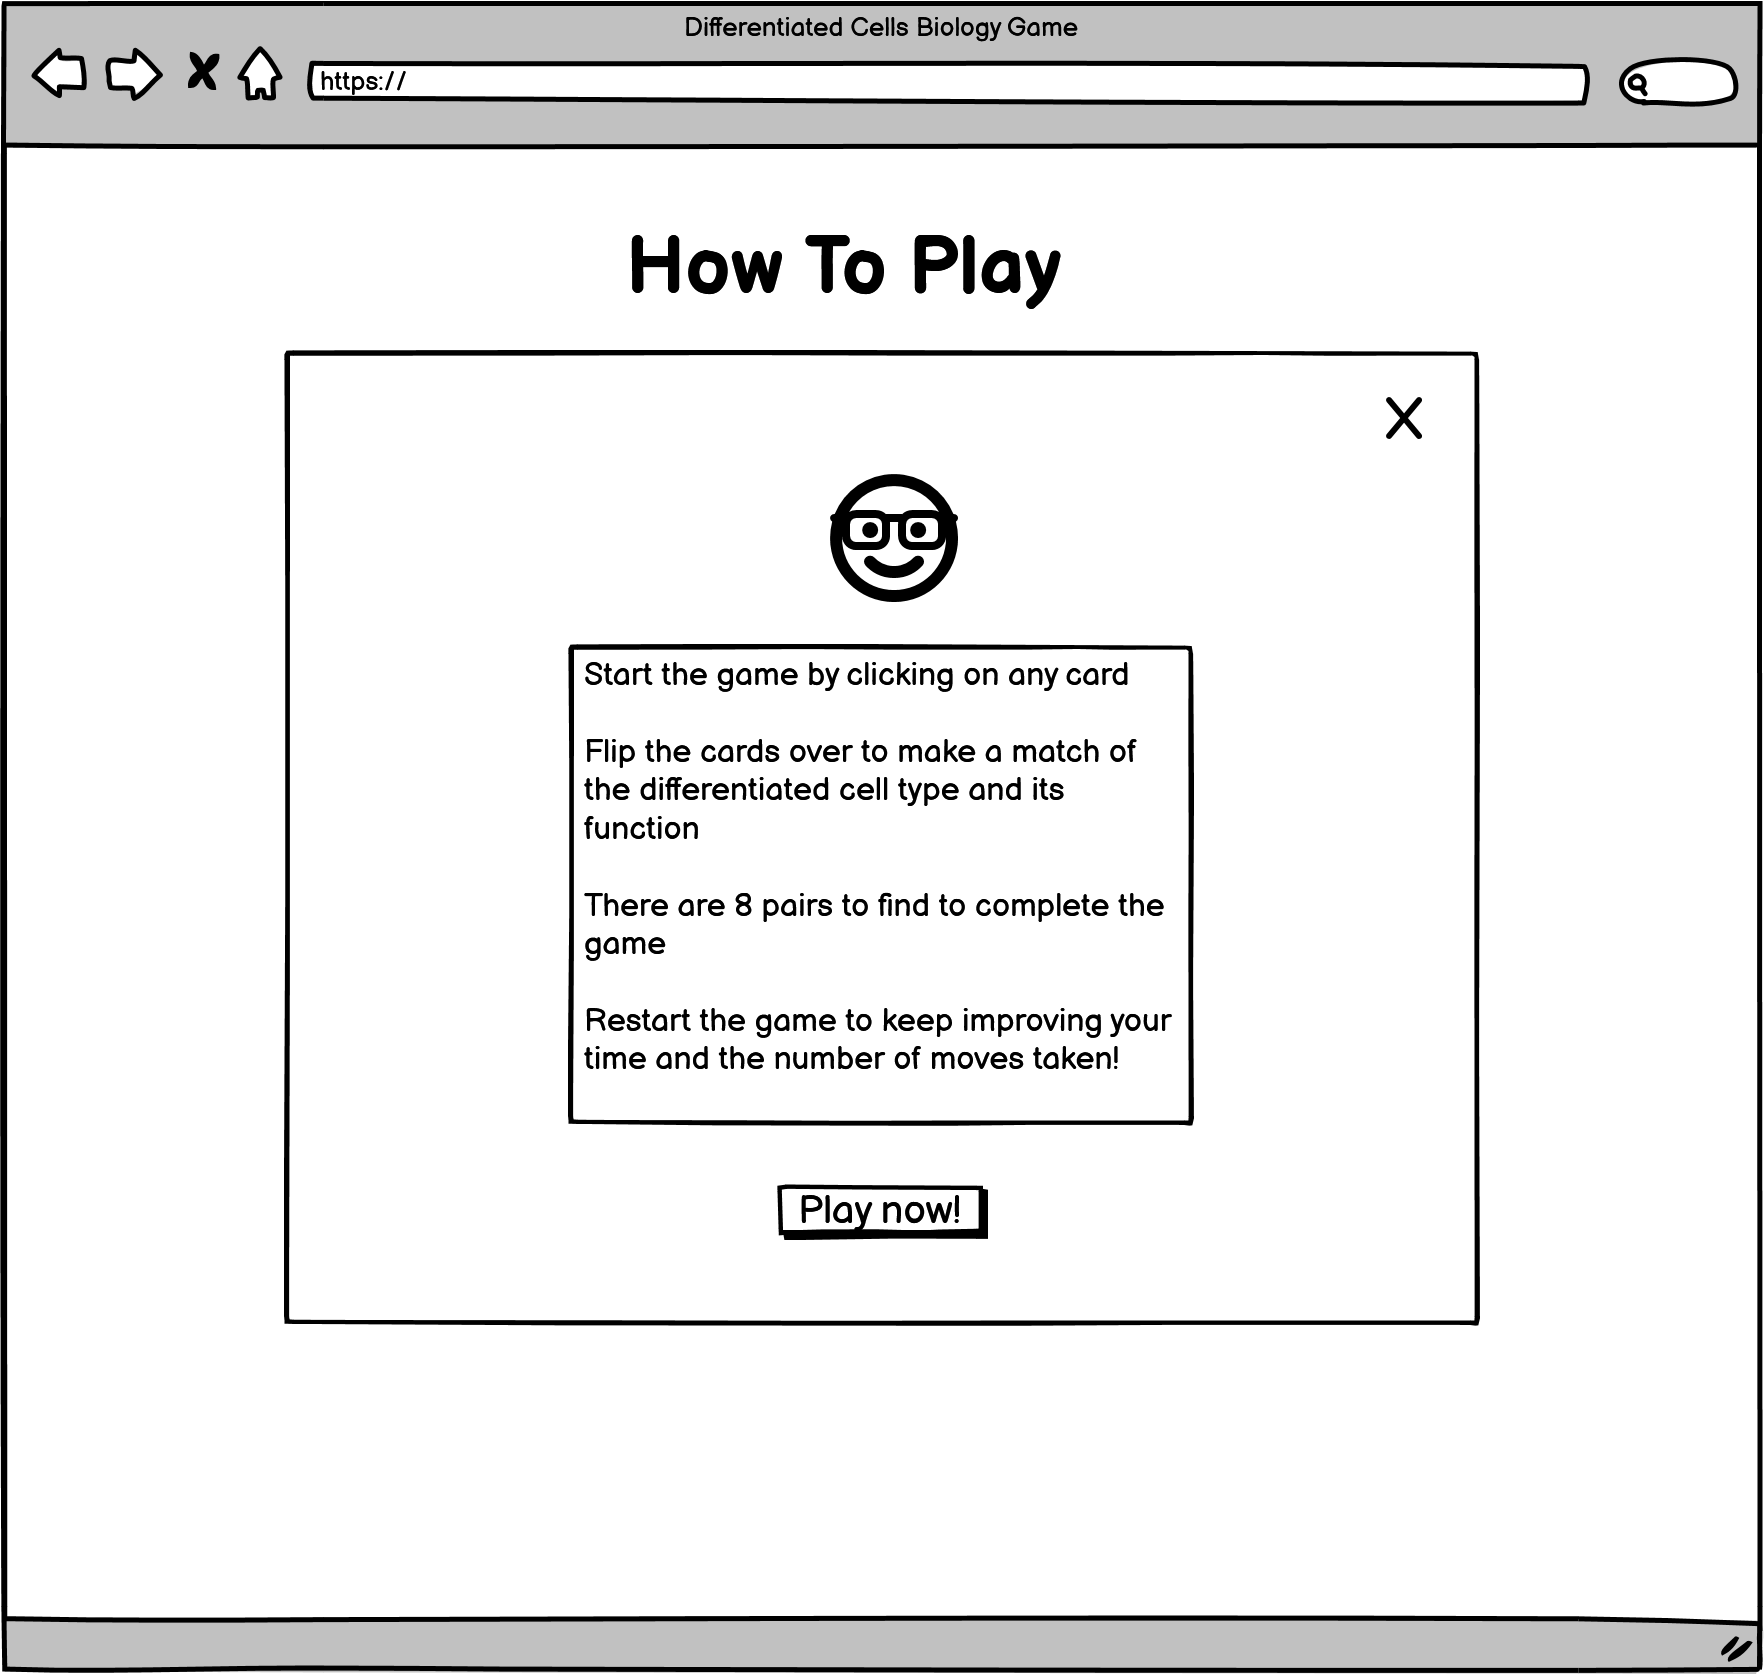 Differentiated Cells Biology Game
https://
How To Play
X
Start the game by clicking on any card
Flip the cards over to make a match of
the differentiated cell type and its
function
There are 8 pairs to find to complete the
game
Restart the game to keep improving your
time and the number of moves taken!
Play now!